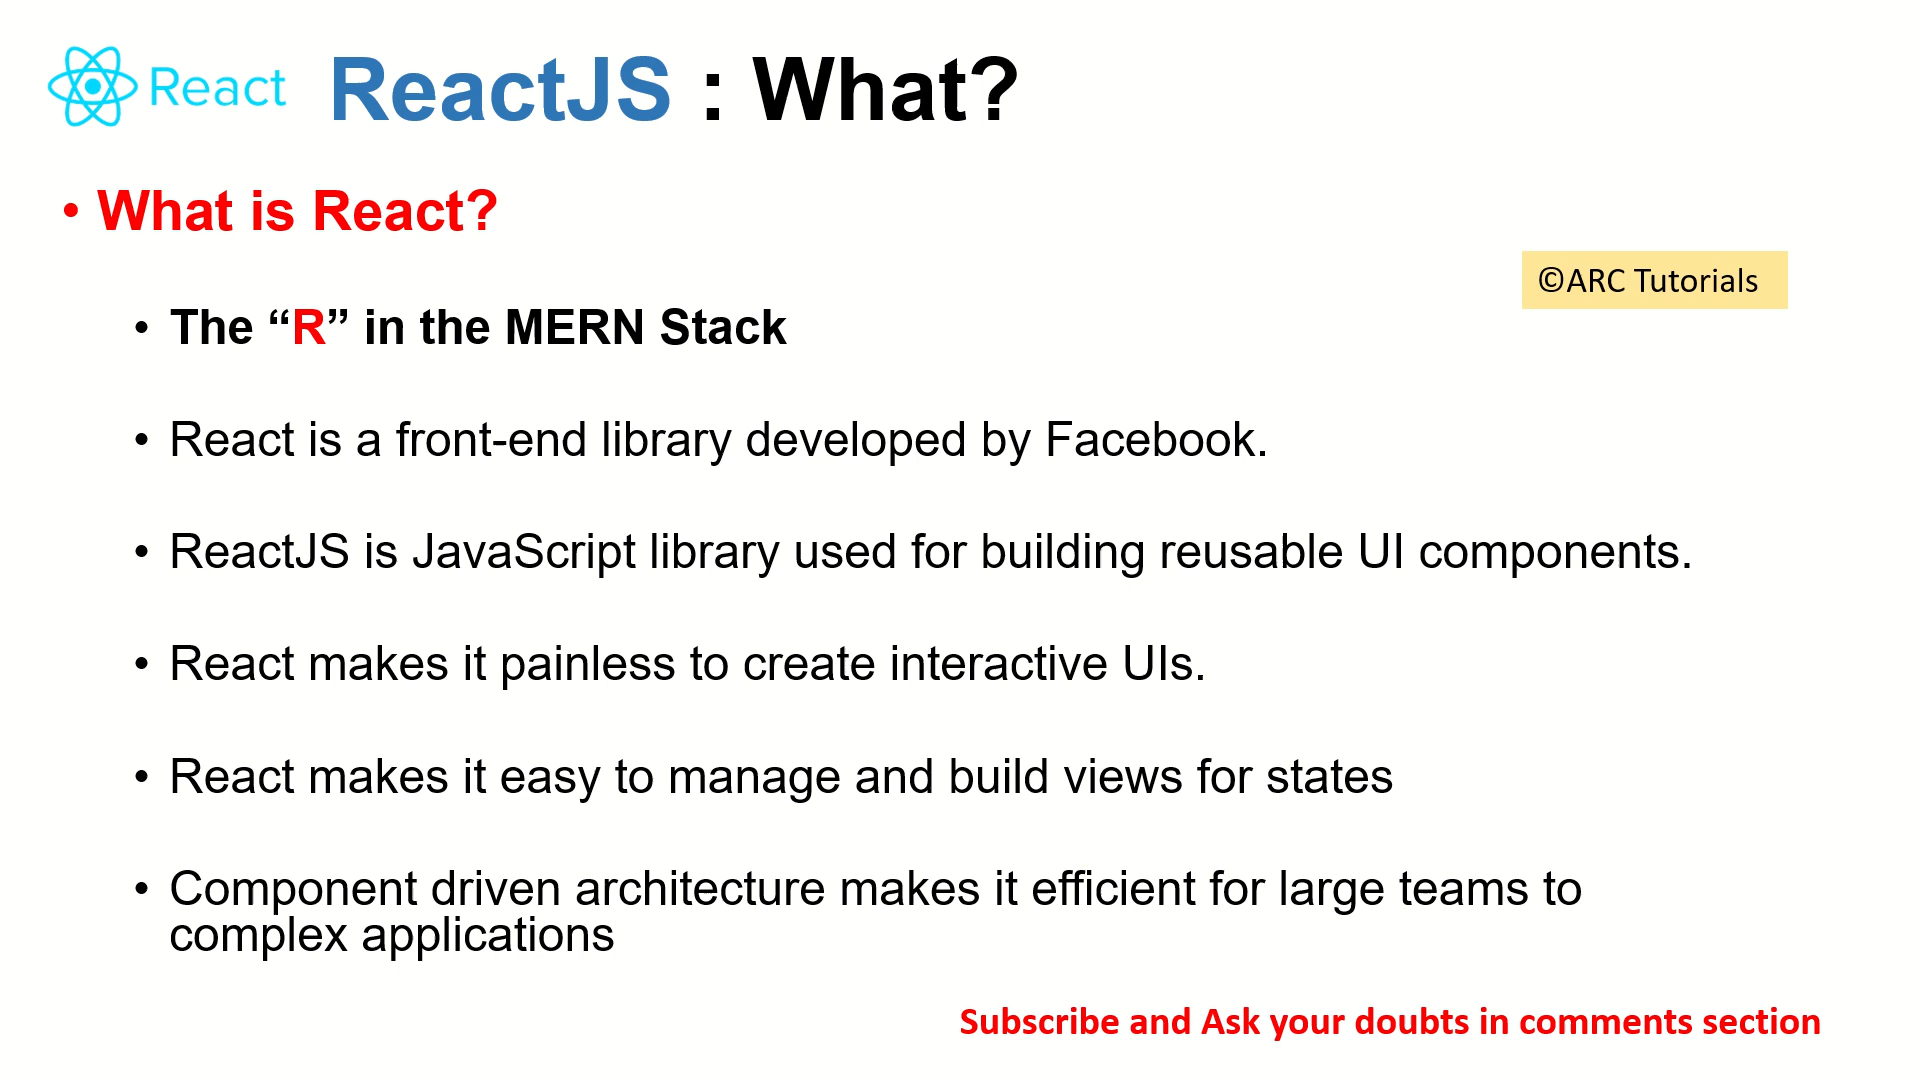 React ReactJS : What?
• What is React?
©ARC Tutorials
• The “R” in the MERN Stack
• React is a front-end library developed by Facebook.
• ReactJS is JavaScript library used for building reusable UI components.
• React makes it painless to create interactive UIs.
• React makes it easy to manage and build views for states
• Component driven architecture makes it efficient for large teams to
complex applications
Subscribe and Ask your doubts in comments section